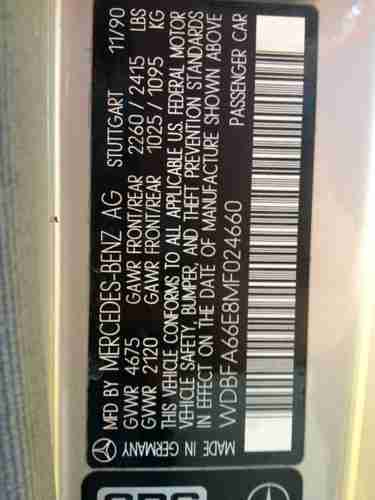 MFD BY MERCEDES-BENZ AG STUTTGART 11/90
GVWR 4675 GAWR FRONT/REAR 2260/2415 LBS
GVWR 2120 GAWR FRONT/REAR 1025/1095 KG
THIS VEHICLE CONFORMS TO ALL APPLICABLE U.S. FEDERAL MOTOR
VEHICLE SAFETY, BUMPER, AND THEFT PREVENTION STANDARDS
IN EFFECT ON THE DATE OF MANUFACTURE SHOWN ABOVE
WDBFA66E8MF024660 PASSENGER CAR
MADE IN GERMANY